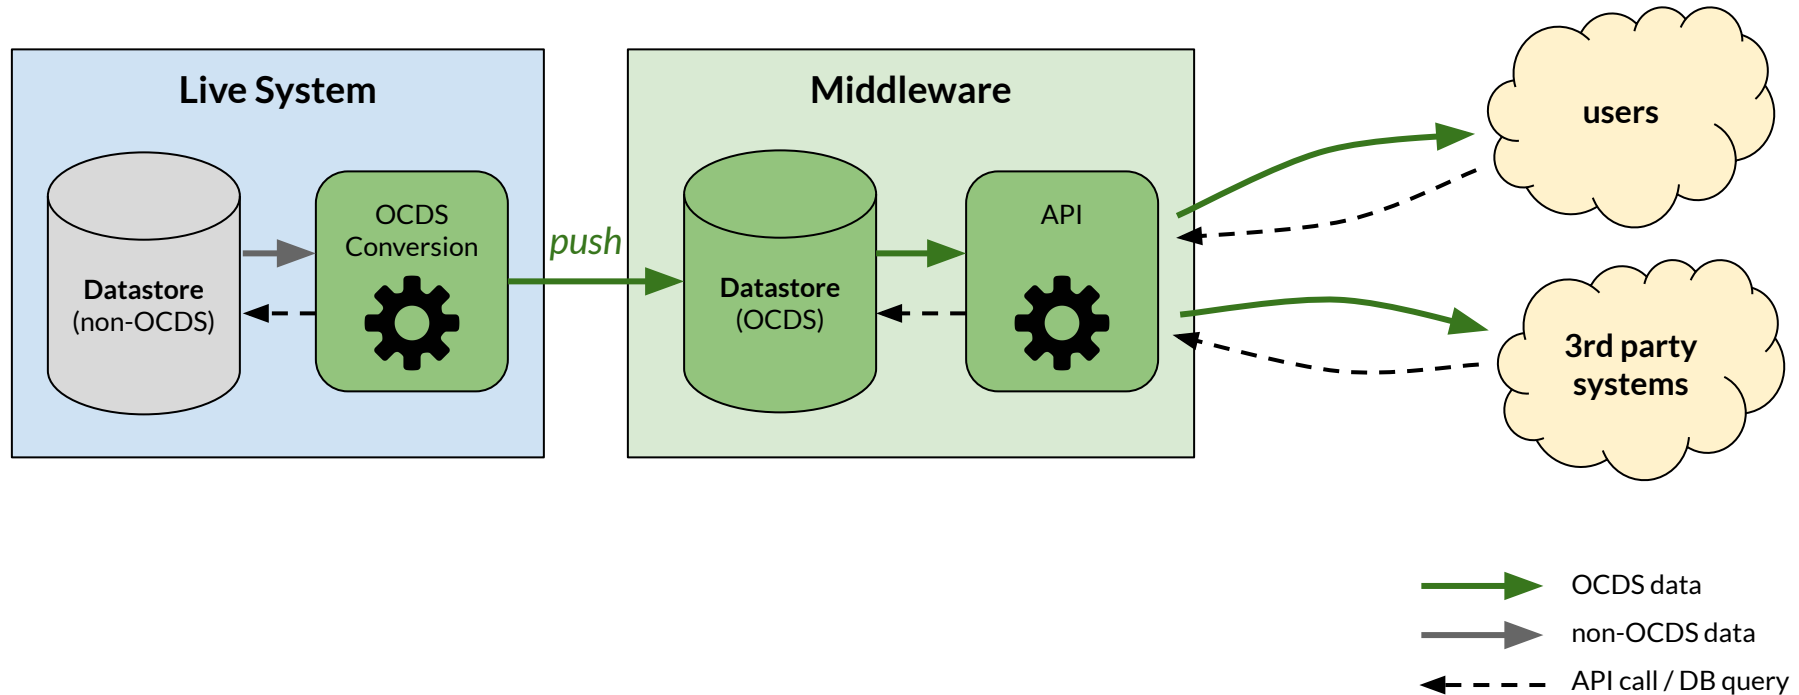 Live System
Datastore
(non-OCDS)
OCDS
Conversion
push
Middleware
Datastore
(OCDS)
API
users
3rd party
systems
OCDS data
non-OCDS data
API call / DB query